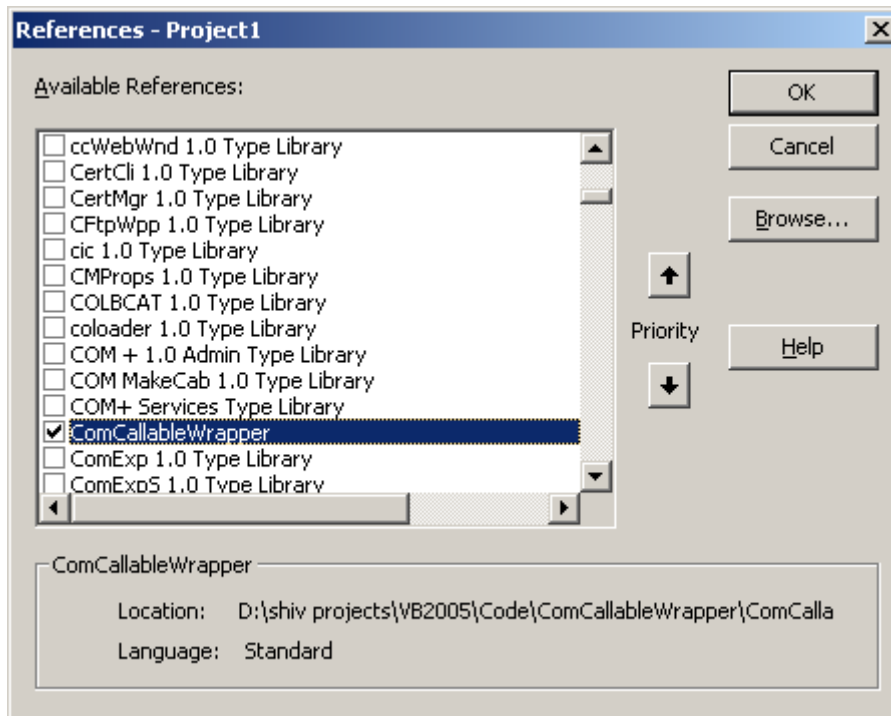 References - Project1
Available References:
OK
ccWebWnd 1.0 Type Library
CertCli 1.0 Type Library
CertMgr 1.0 Type Library
CFtpWpp 1.0 Type Library
cic 1.0 Type Library
CMProps 1.0 Type Library
COLBCAT 1.0 Type Library
coloader 1.0 Type Library
COM + 1.0 Admin Type Library
COM MakeCab 1.0 Type Library
COM+ Services Type Library
ComCallableWrapper
ComExp 1.0 Type Library
ComExpS 1.0 Type Library
Cancel
Browse...
Priority
Help
ComCallableWrapper
Location: D:\shiv projects\VB2005\Code\ComCallableWrapper\ComCalla
Language: Standard